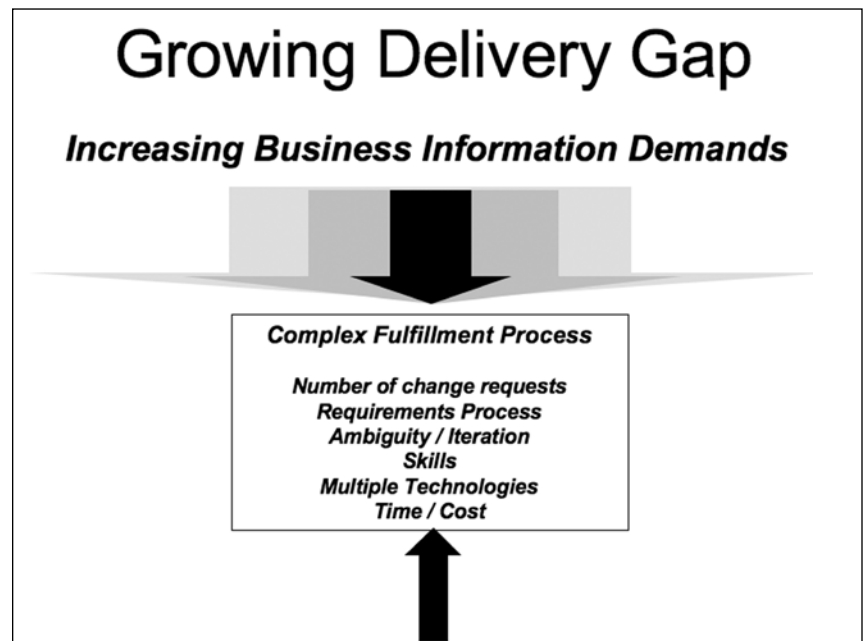 Growing Delivery Gap
Increasing Business Information Demands
Complex Fulfillment Process
Number of change requests
Requirements Process
Ambiguity / Iteration
Skills
Multiple Technologies
Time / Cost